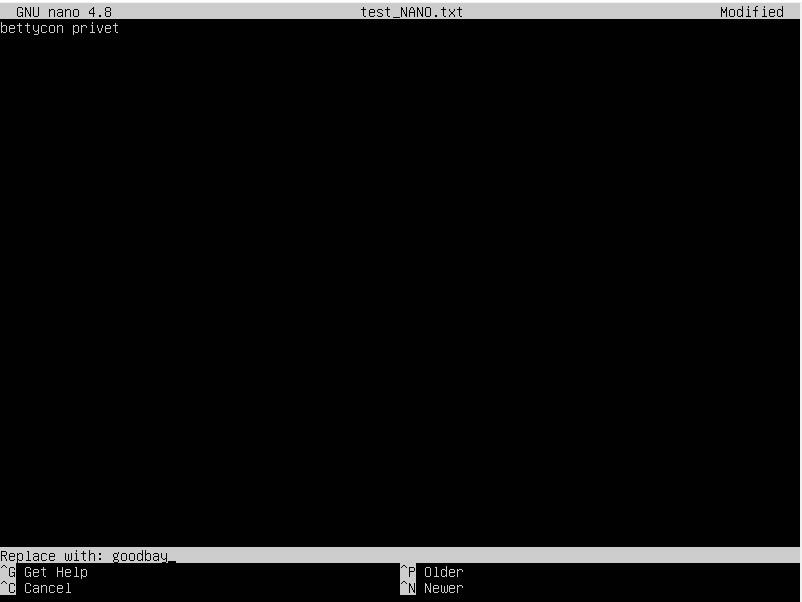 GNU nano 4.8 test_NANO.txt Modified
bettycon privet
Replace with: goodbay_
^G Get Help ^P Older
^C Cancel ^N Newer